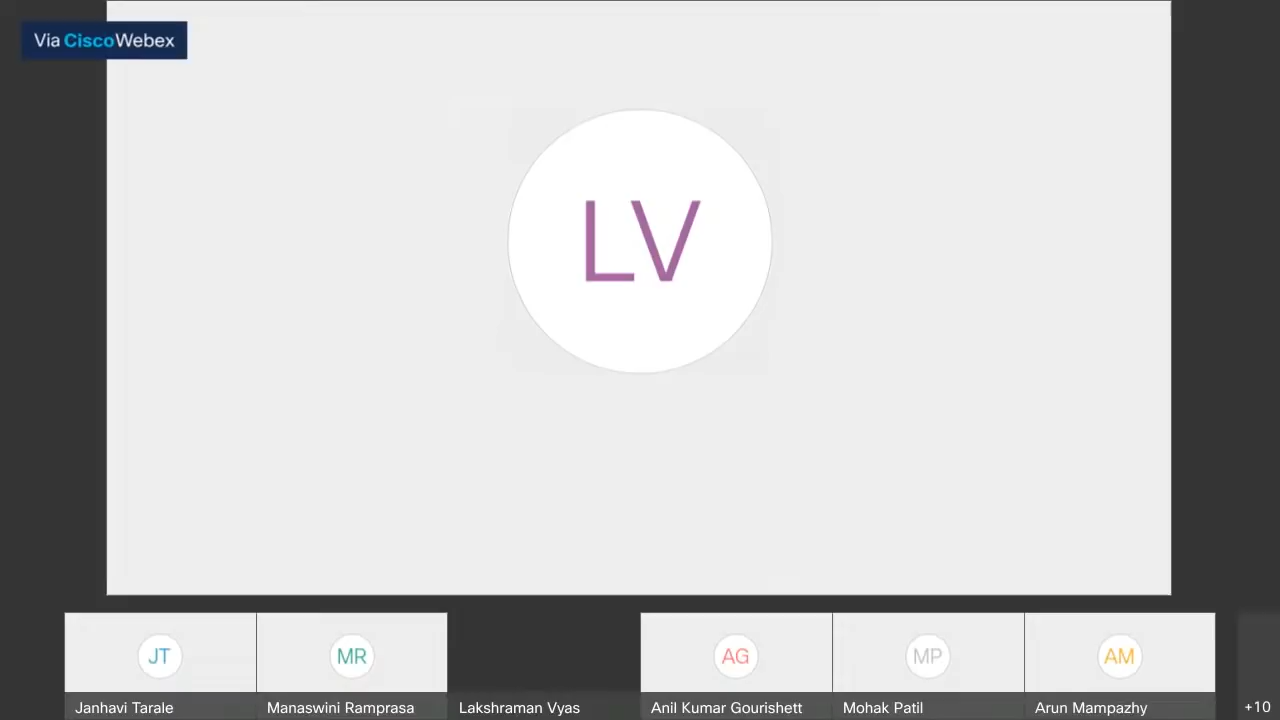 Via CiscoWebex
LV
JT
MR
AG
MP
AM
Janhavi Tarale
Manaswini Ramprasa
Lakshraman Vyas
Anil Kumar Gourishett
Mohak Patil
Arun Mampazhy
+10